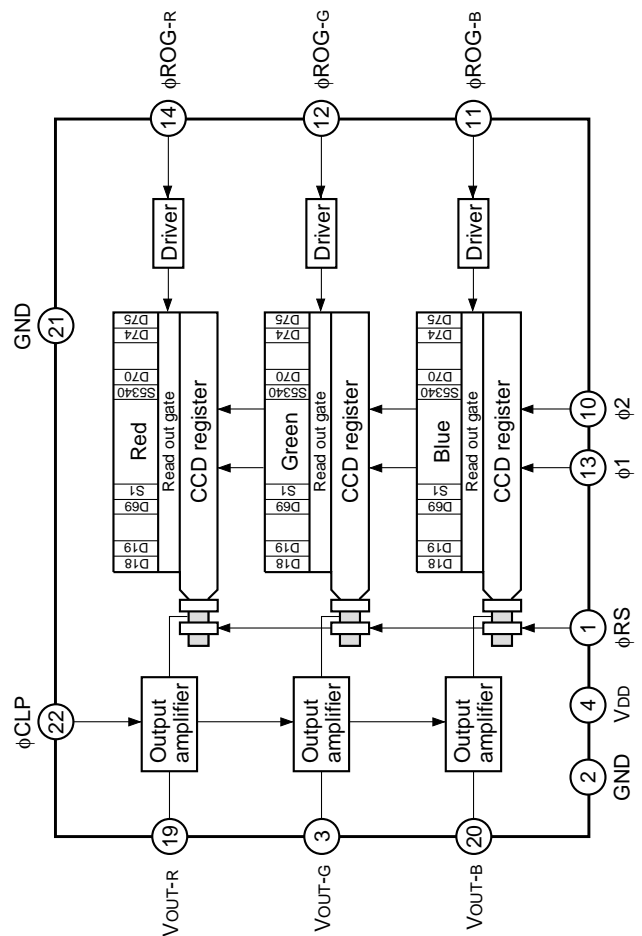 φROG-R
φROG-G
φROG-B
14
12
11
Driver
Driver
Driver
GND
21
D18
D19
D69
S1
Red
S5340
D70
D74
D75
Read out gate
CCD register
D18
D19
D69
S1
Green
S5340
D70
D74
D75
Read out gate
CCD register
D18
D19
D69
S1
Blue
S5340
D70
D74
D75
Read out gate
CCD register
10
φ2
13
φ1
1
φRS
φCLP
22
Output
amplifier
Output
amplifier
Output
amplifier
4
VDD
2
GND
19
3
20
VOUT-R
VOUT-G
VOUT-B